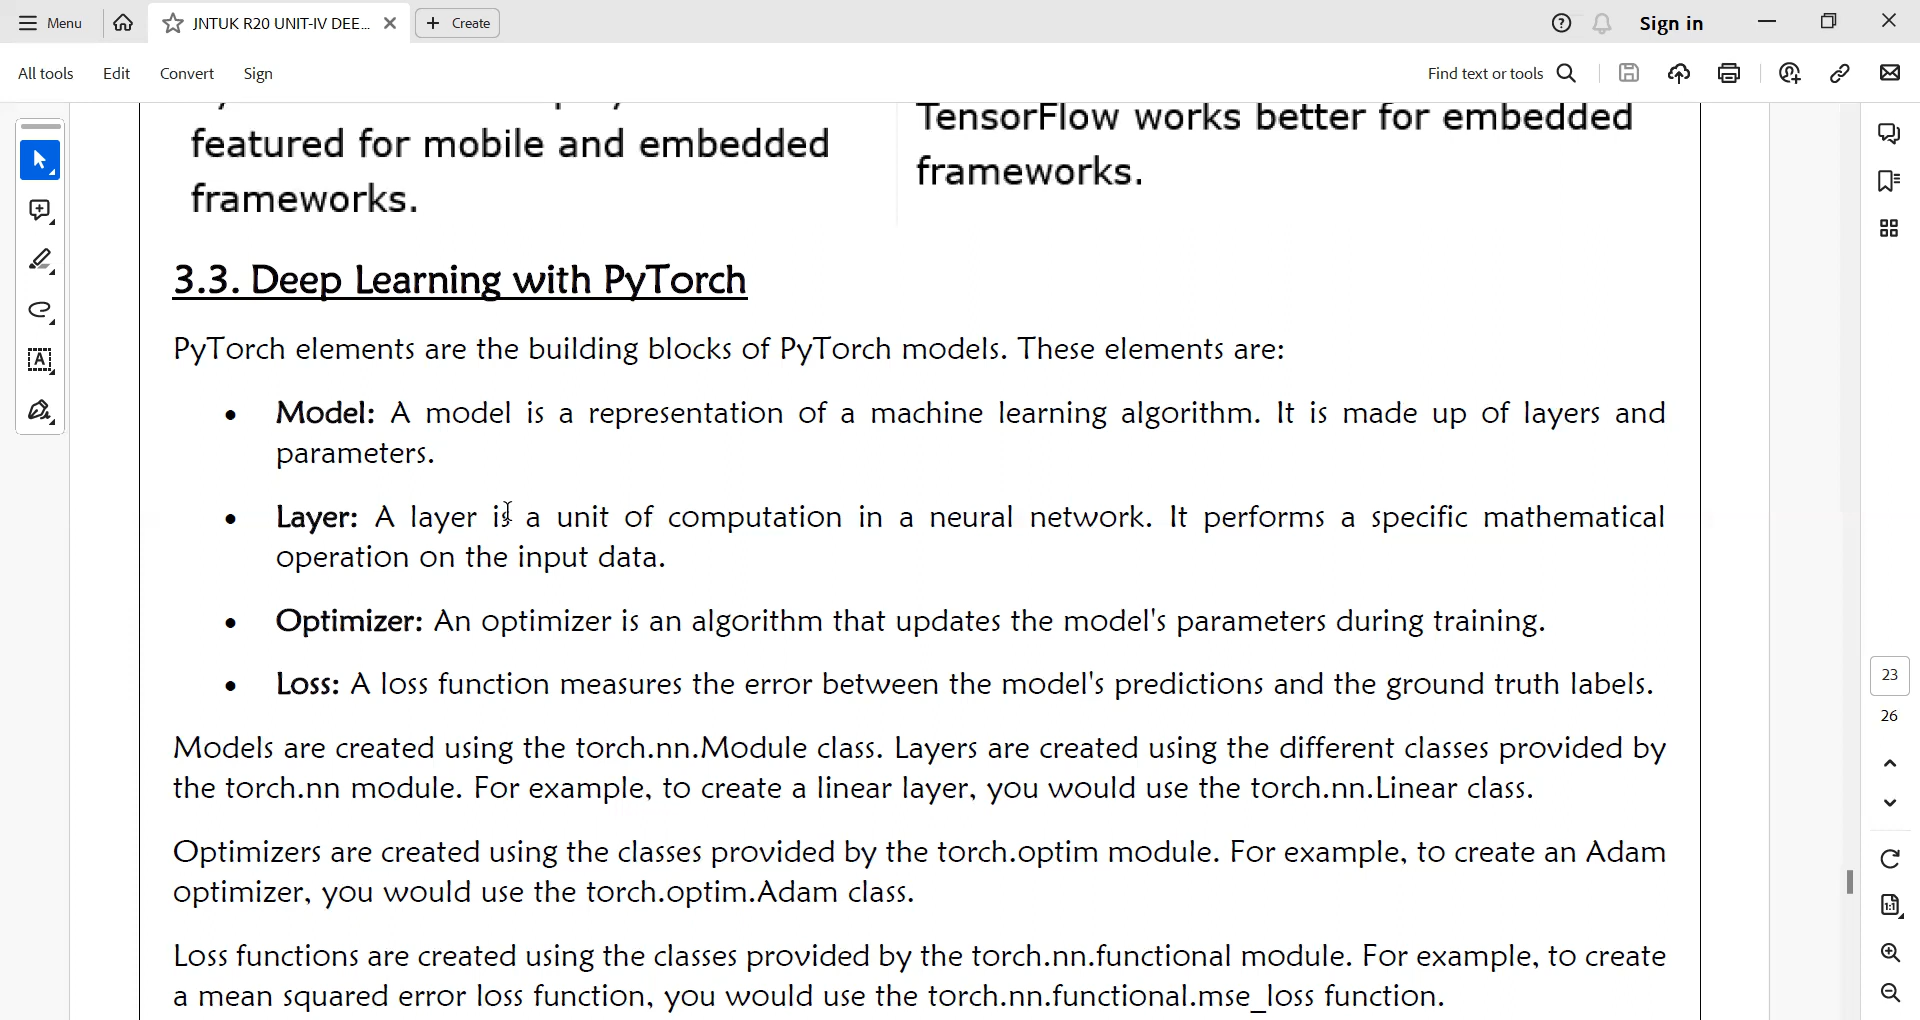 Menu
JNTUK R20 UNIT-IV DEE...
Create
Sign in
All tools
Edit
Convert
Sign
Find text or tools
featured for mobile and embedded
frameworks.
TensorFlow works better for embedded
frameworks.
3.3. Deep Learning with PyTorch
PyTorch elements are the building blocks of PyTorch models. These elements are:
• Model: A model is a representation of a machine learning algorithm. It is made up of layers and
parameters.
• Layer: A layer is a unit of computation in a neural network. It performs a specific mathematical
operation on the input data.
• Optimizer: An optimizer is an algorithm that updates the model's parameters during training.
• Loss: A loss function measures the error between the model's predictions and the ground truth labels.
Models are created using the torch.nn.Module class. Layers are created using the different classes provided by
the torch.nn module. For example, to create a linear layer, you would use the torch.nn.Linear class.
Optimizers are created using the classes provided by the torch.optim module. For example, to create an Adam
optimizer, you would use the torch.optim.Adam class.
Loss functions are created using the classes provided by the torch.nn.functional module. For example, to create
a mean squared error loss function, you would use the torch.nn.functional.mse_loss function.
23
26